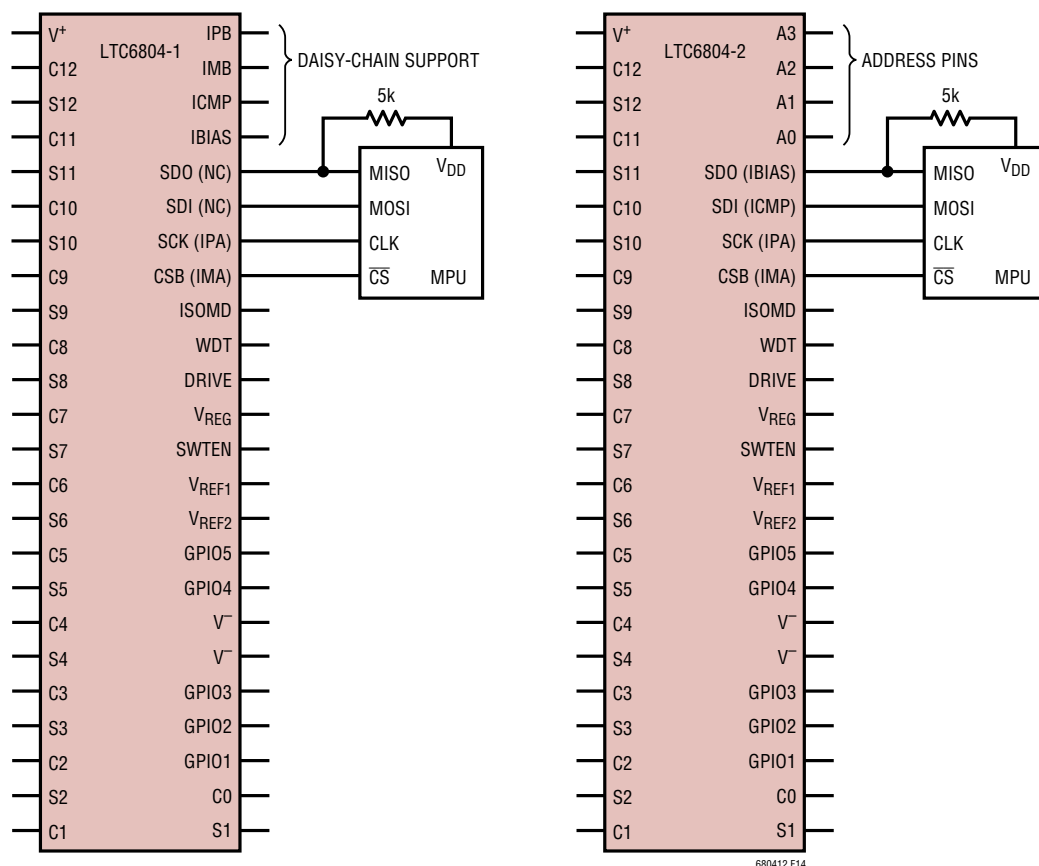 V+ LTC6804-1 IPB
C12 IMB
S12 ICMP
C11 IBIAS
S11 SDO (NC)
C10 SDI (NC)
S10 SCK (IPA)
C9 CSB (IMA)
S9 ISOMD
C8 WDT
S8 DRIVE
C7 VREG
S7 SWTEN
C6 VREF1
S6 VREF2
C5 GPIO5
S5 GPIO4
C4 V–
S4 V–
C3 GPIO3
S3 GPIO2
C2 GPIO1
S2 C0
C1 S1
DAISY-CHAIN SUPPORT
5k
MISO VDD
MOSI
CLK
C̅S̅ MPU
V+ LTC6804-2 A3
C12 A2
S12 A1
C11 A0
S11 SDO (IBIAS)
C10 SDI (ICMP)
S10 SCK (IPA)
C9 CSB (IMA)
S9 ISOMD
C8 WDT
S8 DRIVE
C7 VREG
S7 SWTEN
C6 VREF1
S6 VREF2
C5 GPIO5
S5 GPIO4
C4 V–
S4 V–
C3 GPIO3
S3 GPIO2
C2 GPIO1
S2 C0
C1 S1
ADDRESS PINS
5k
MISO VDD
MOSI
CLK
C̅S̅ MPU
680412 F14